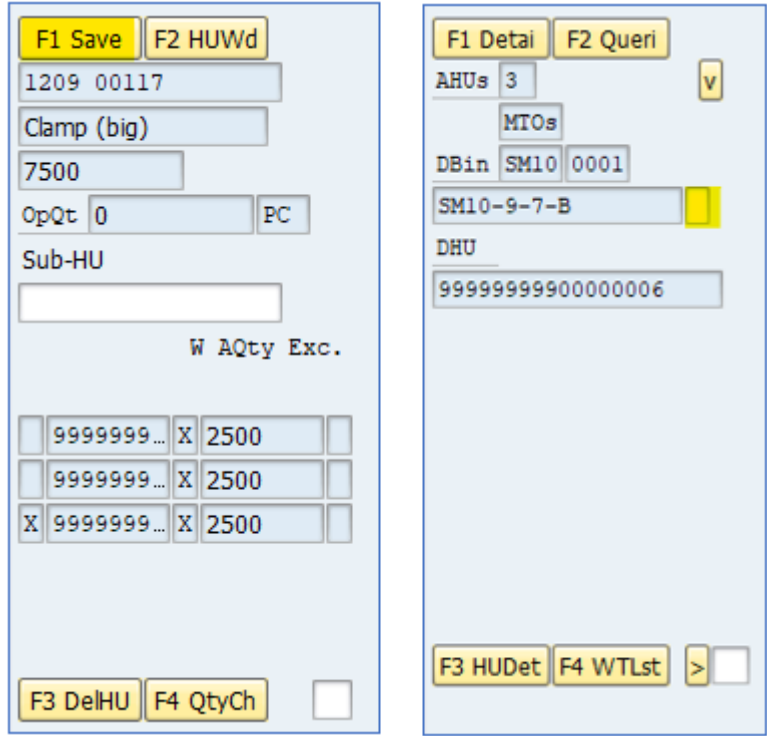 F1 Save F2 HUWd
1209 00117
Clamp (big)
7500
OpQt 0 PC
Sub-HU
W AQty Exc.
9999999... X 2500
9999999... X 2500
X 9999999... X 2500
F3 DelHU F4 QtyCh
F1 Detai F2 Queri
AHUs 3 v
MTOs
DBin SM10 0001
SM10-9-7-B
DHU
99999999900000006
F3 HUDet F4 WTLst >